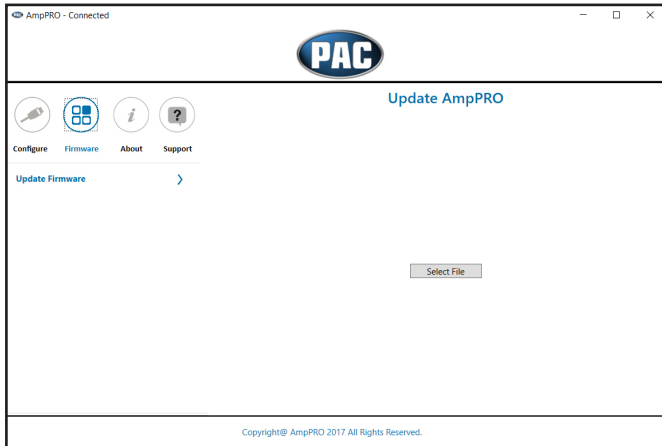 AmpPRO - Connected
PAC
Update AmpPRO
Configure Firmware About Support
Update Firmware
Select File
Copyright@ AmpPRO 2017 All Rights Reserved.